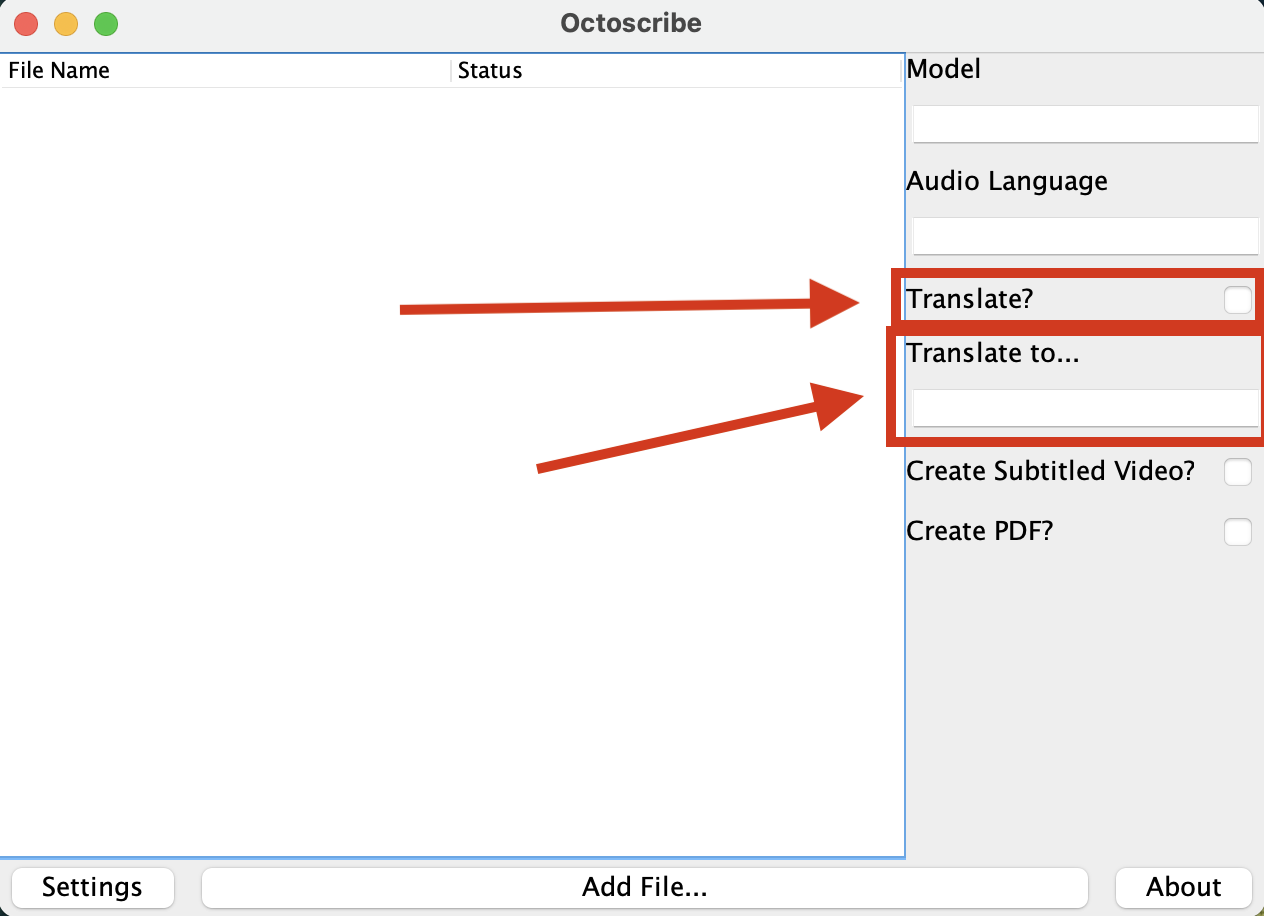 Octoscribe
File Name Status
Model
Audio Language
Translate?
Translate to...
Create Subtitled Video?
Create PDF?
Settings Add File... About